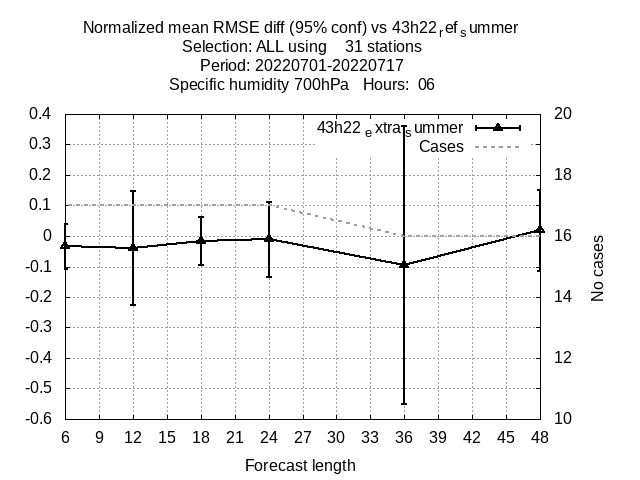 Normalized mean RMSE diff (95% conf) vs 43h22refsummer
Selection: ALL using 31 stations
Period: 20220701-20220717
Specific humidity 700hPa Hours: 06
43h22extrasummer
Cases
0.4
0.3
0.2
0.1
0
-0.1
-0.2
-0.3
-0.4
-0.5
-0.6
20
18
16
14
12
10
No cases
6 9 12 15 18 21 24 27 30 33 36 39 42 45 48
Forecast length